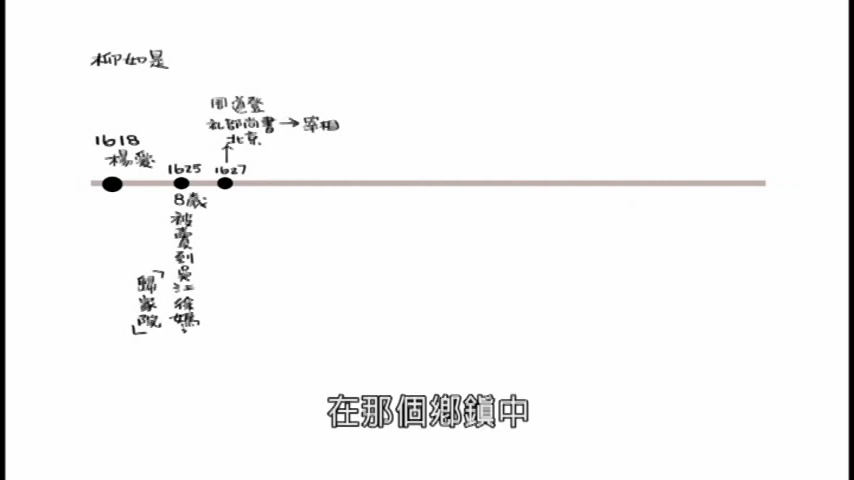 柳如是
周道登
礼部尚書→宰相
北京
1618
楊愛
1625
1627
8歲
被賣到吳江徐媽
「歸家院」
在那個鄉鎮中